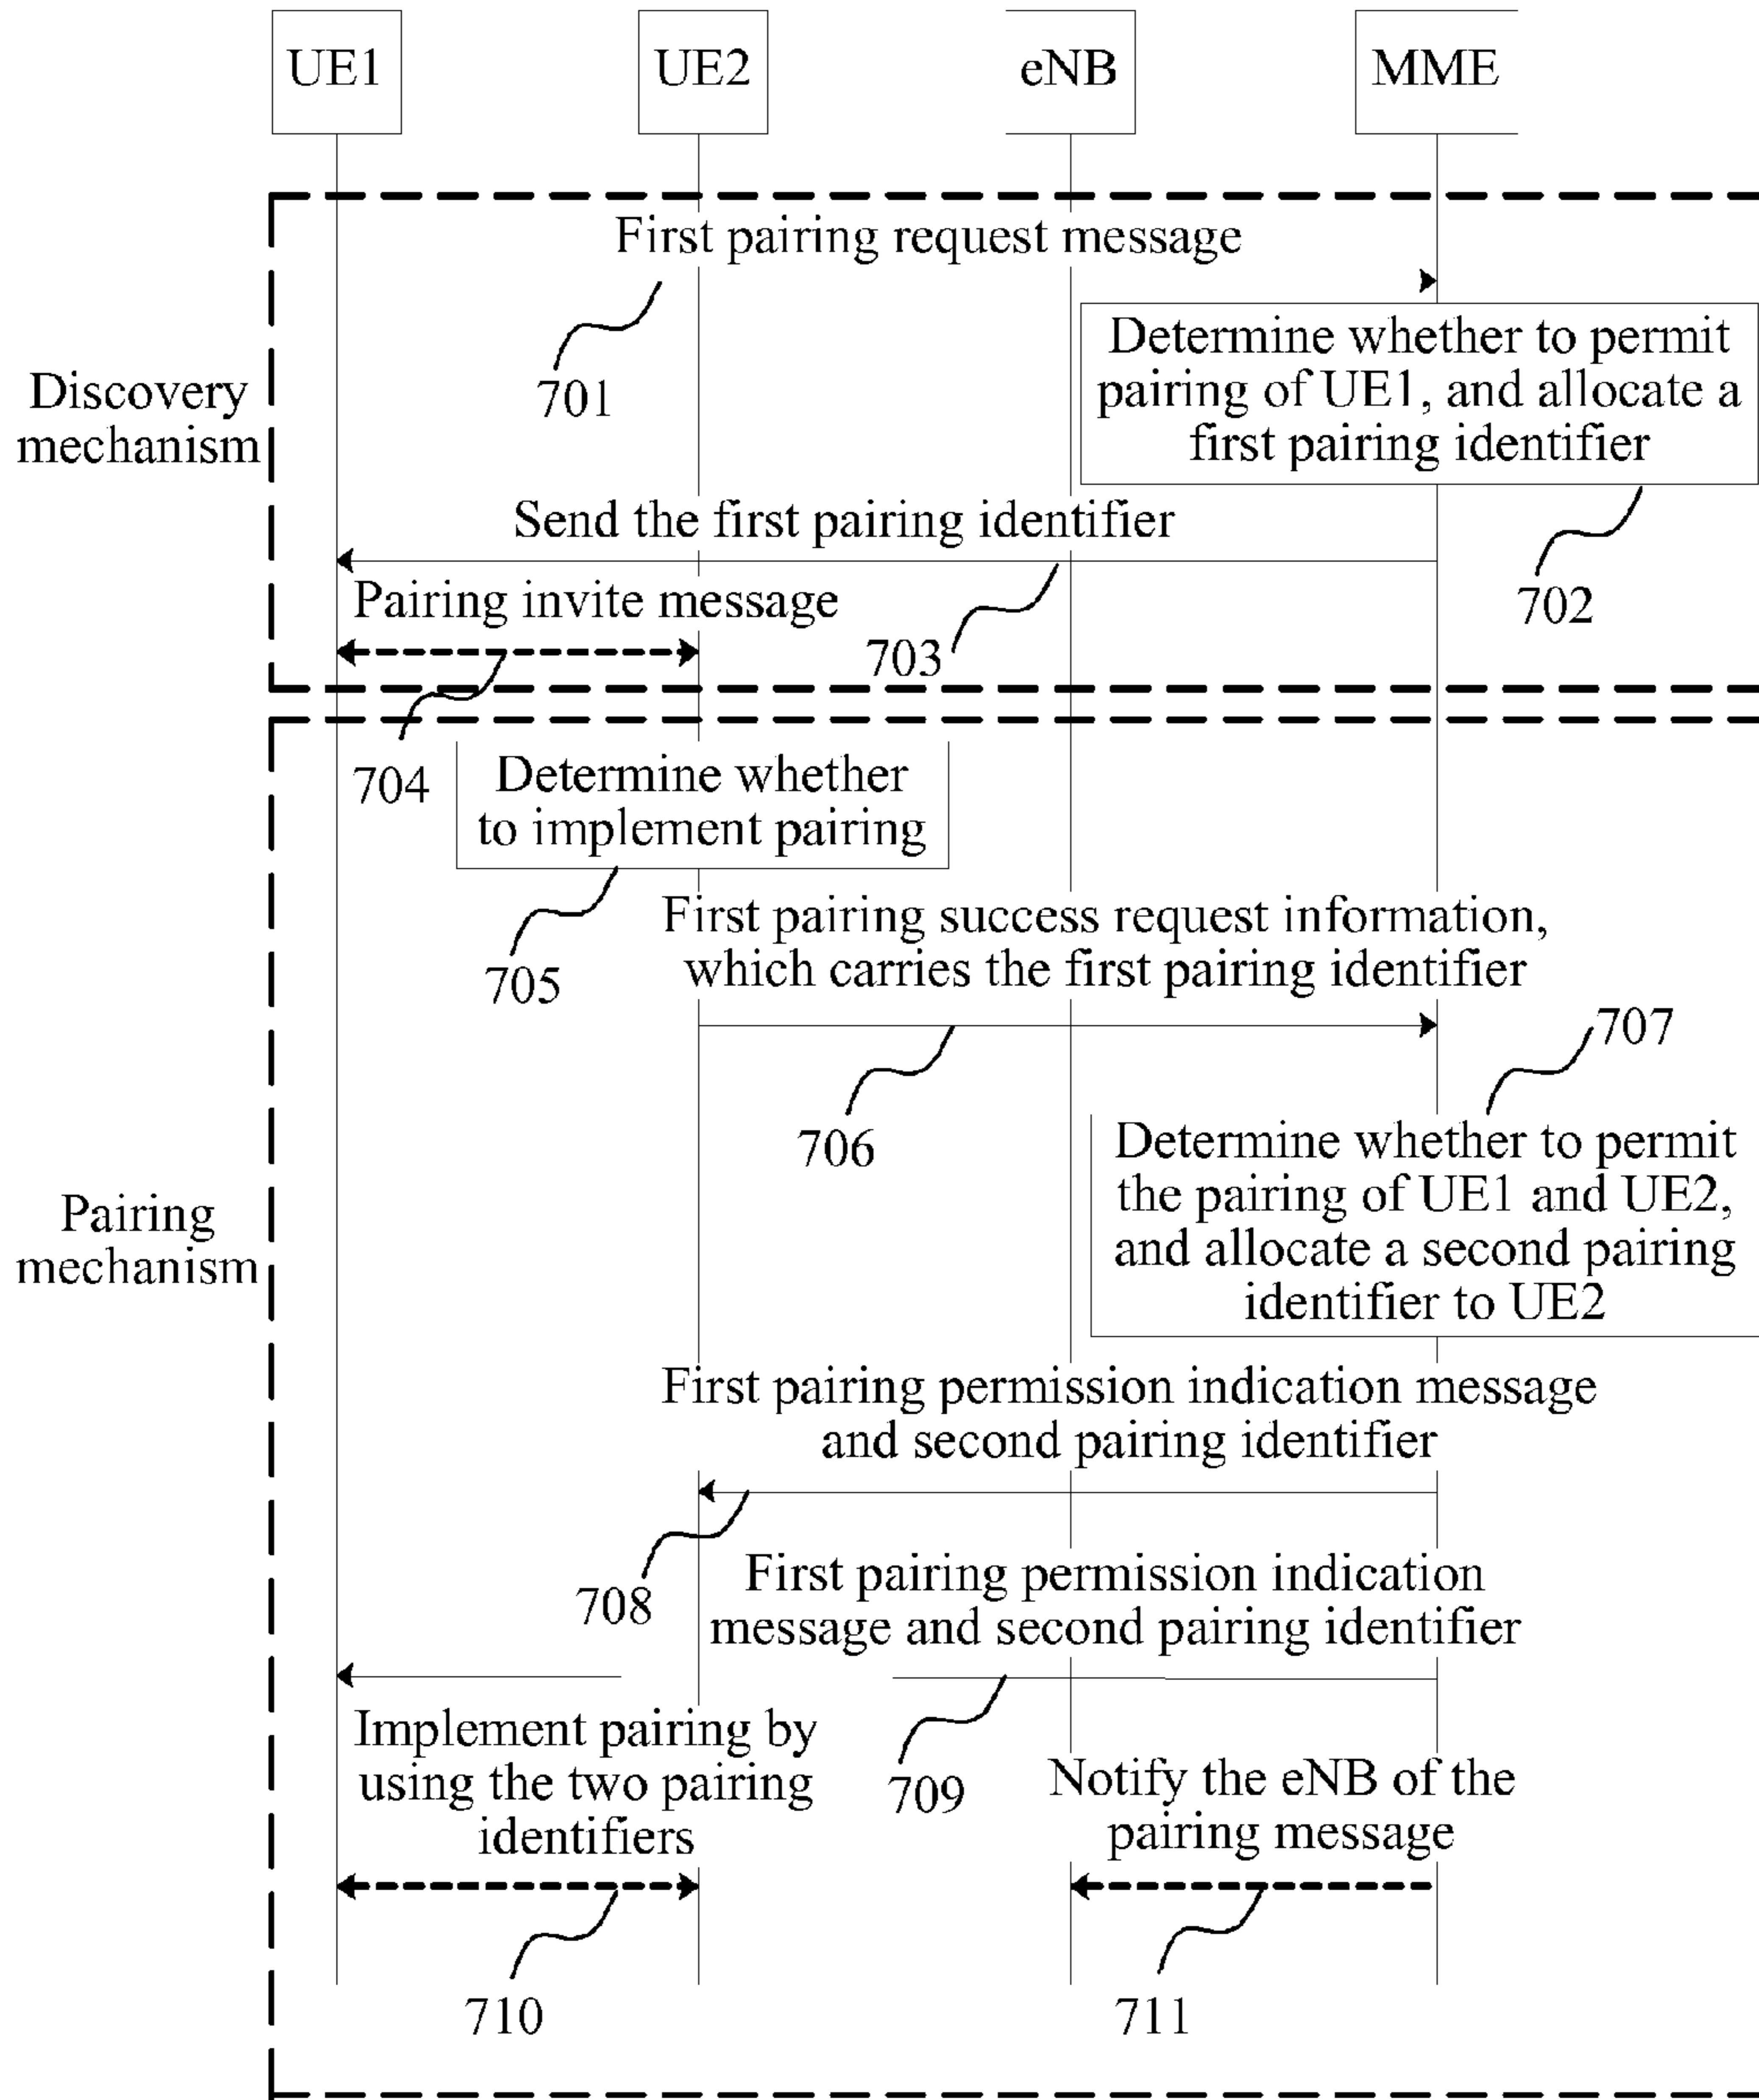 UE1
UE2
eNB
MME
First pairing request message
701
Determine whether to permit
pairing of UE1, and allocate a
first pairing identifier
702
Discovery
mechanism
Send the first pairing identifier
703
Pairing invite message
704
Determine whether
to implement pairing
705
First pairing success request information,
which carries the first pairing identifier
706
707
Determine whether to permit
the pairing of UE1 and UE2,
and allocate a second pairing
identifier to UE2
Pairing
mechanism
First pairing permission indication message
and second pairing identifier
708
First pairing permission indication
message and second pairing identifier
709
Implement pairing by
using the two pairing
identifiers
710
Notify the eNB of the
pairing message
711